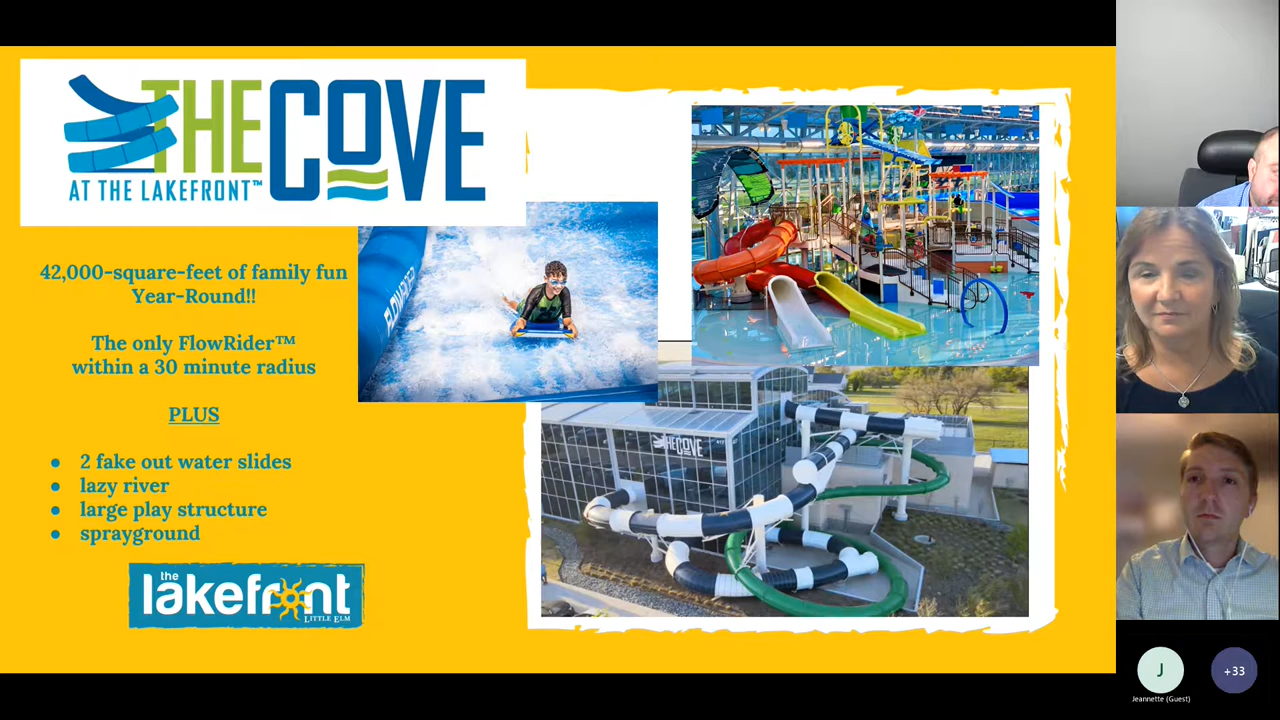 THE COVE
AT THE LAKEFRONT™
42,000-square-feet of family fun
Year-Round!!
The only FlowRider™
within a 30 minute radius
PLUS
● 2 fake out water slides
● lazy river
● large play structure
● sprayground
the
lakefront
LITTLE ELM
THE COVE
J
+33
Jeannette (Guest)